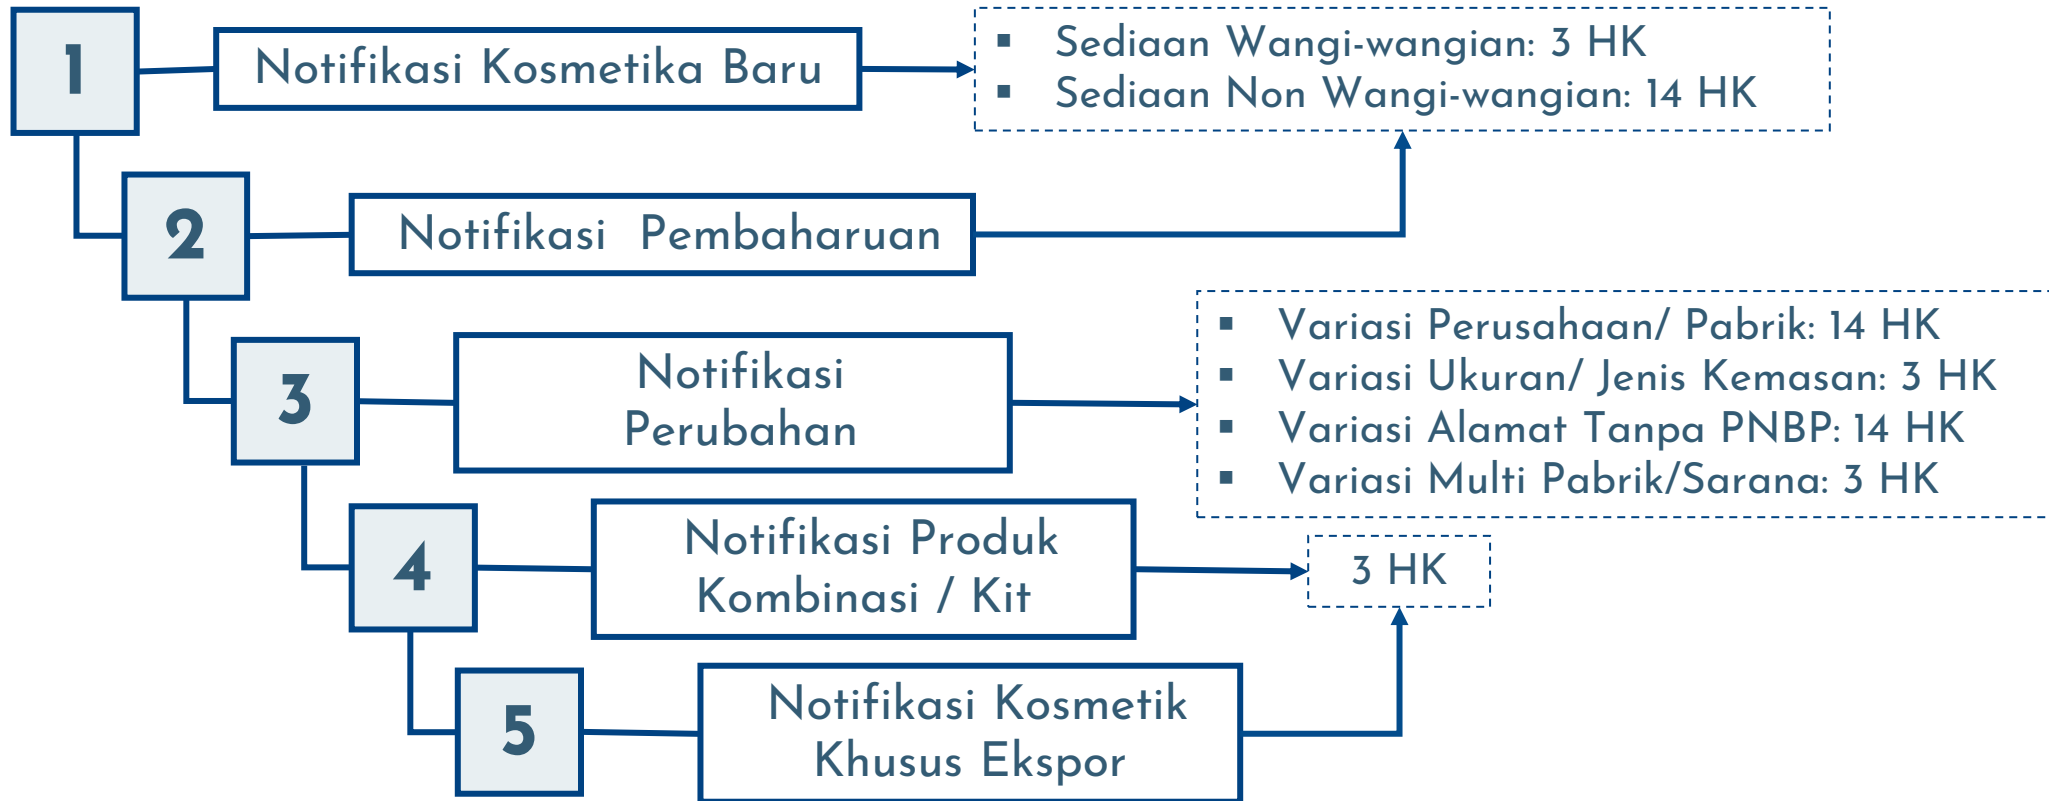 1
Notifikasi Kosmetika Baru
▪ Sediaan Wangi-wangian: 3 HK
▪ Sediaan Non Wangi-wangian: 14 HK
2
Notifikasi Pembaharuan
3
Notifikasi
Perubahan
▪ Variasi Perusahaan/ Pabrik: 14 HK
▪ Variasi Ukuran/ Jenis Kemasan: 3 HK
▪ Variasi Alamat Tanpa PNBP: 14 HK
▪ Variasi Multi Pabrik/Sarana: 3 HK
4
Notifikasi Produk
Kombinasi / Kit
3 HK
5
Notifikasi Kosmetik
Khusus Ekspor